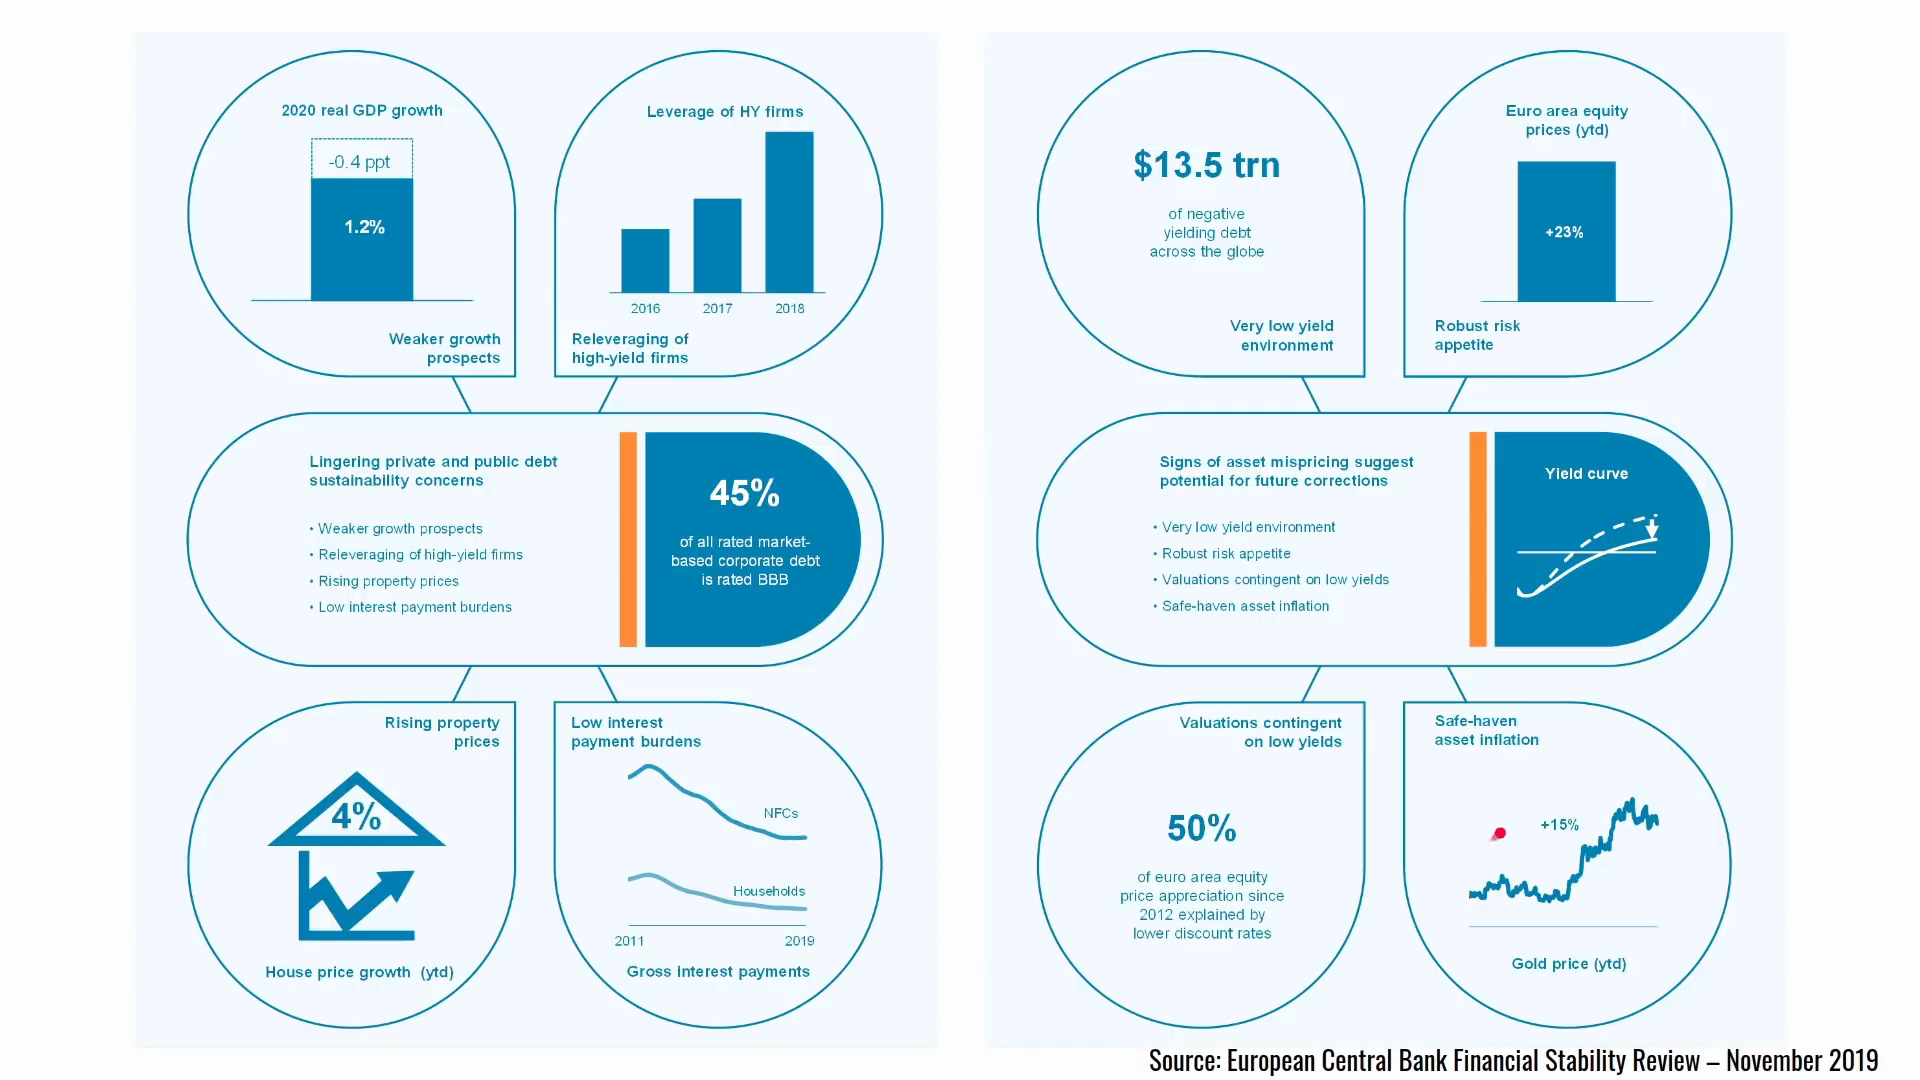 2020 real GDP growth
-0.4 ppt
1.2%
Weaker growth
prospects
Leverage of HY firms
2016 2017 2018
Releveraging of
high-yield firms
Lingering private and public debt
sustainability concerns
• Weaker growth prospects
• Releveraging of high-yield firms
• Rising property prices
• Low interest payment burdens
45%
of all rated market-
based corporate debt
is rated BBB
Rising property
prices
4%
House price growth (ytd)
Low interest
payment burdens
NFCs
Households
2011 2019
Gross interest payments
$13.5 trn
of negative
yielding debt
across the globe
Very low yield
environment
Euro area equity
prices (ytd)
+23%
Robust risk
appetite
Signs of asset mispricing suggest
potential for future corrections
• Very low yield environment
• Robust risk appetite
• Valuations contingent on low yields
• Safe-haven asset inflation
Yield curve
Valuations contingent
on low yields
50%
of euro area equity
price appreciation since
2012 explained by
lower discount rates
Safe-haven
asset inflation
+15%
Gold price (ytd)
Source: European Central Bank Financial Stability Review – November 2019